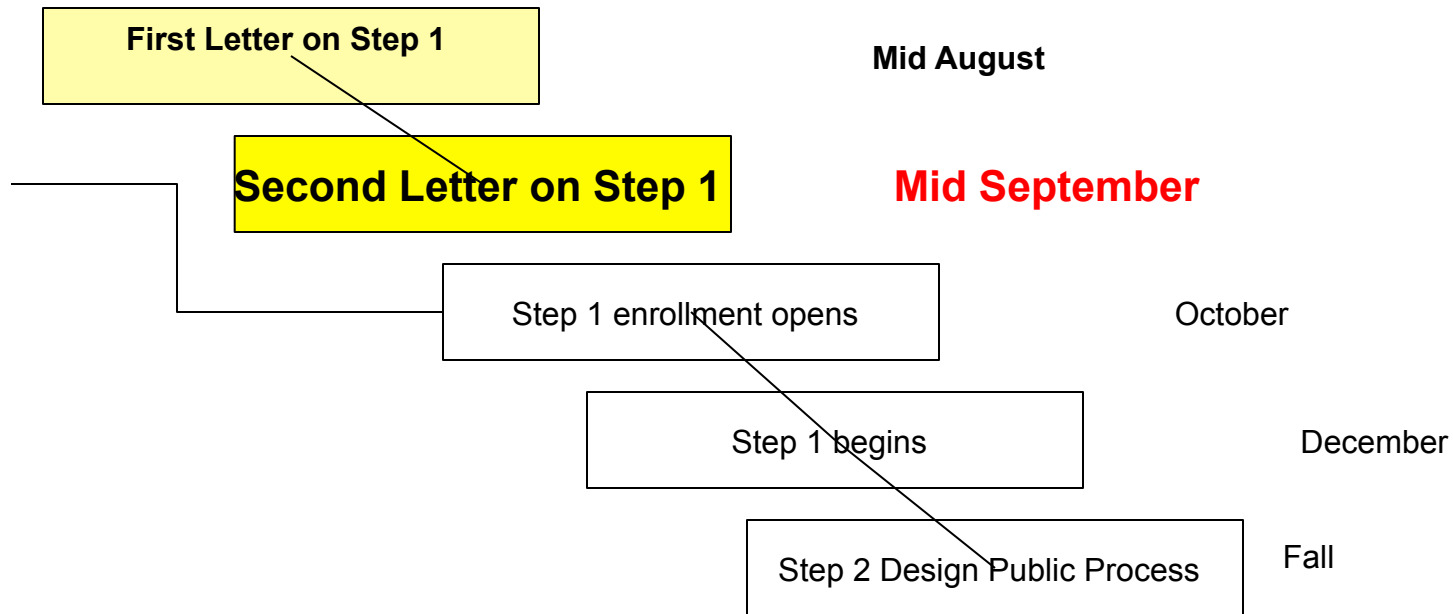 First Letter on Step 1
Mid August
Second Letter on Step 1
Mid September
Step 1 enrollment opens
October
Step 1 begins
December
Step 2 Design Public Process
Fall